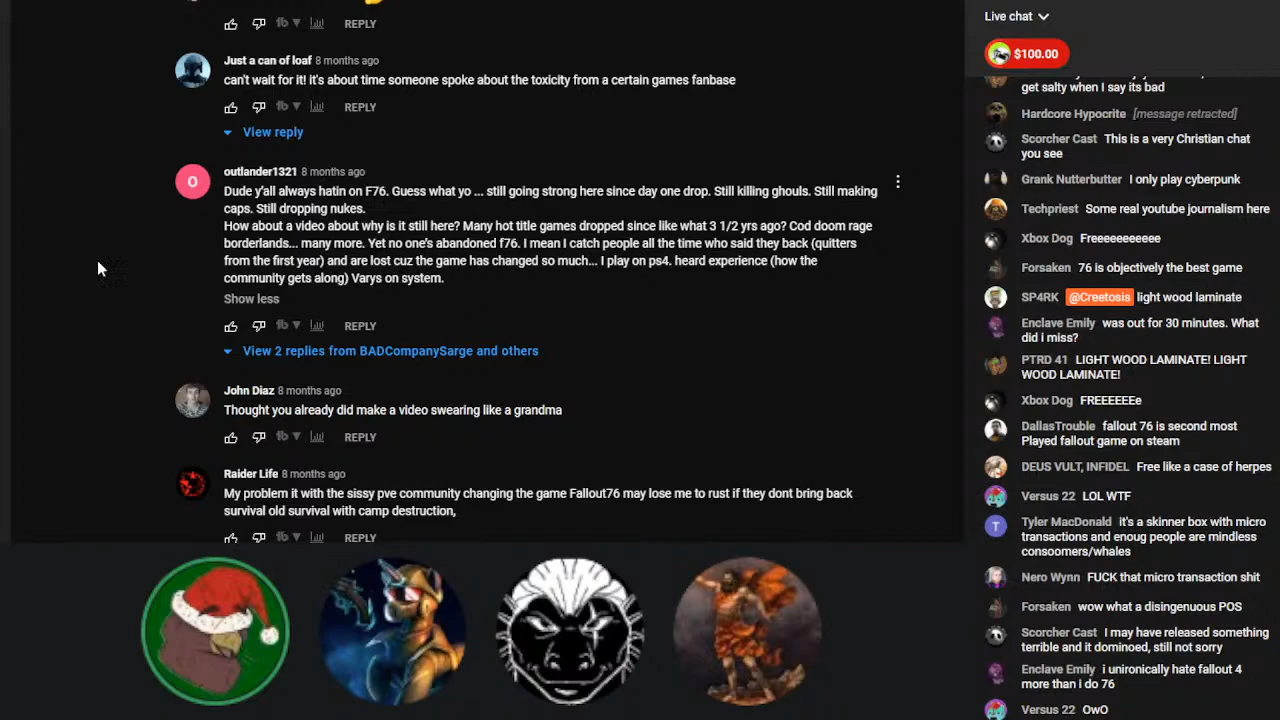 REPLY
Just a can of loaf 8 months ago
can't wait for it! it's about time someone spoke about the toxicity from a certain games fanbase
REPLY
View reply
O
outlander1321 8 months ago
Dude y'all always hatin on F76. Guess what yo ... still going strong here since day one drop. Still killing ghouls. Still making
caps. Still dropping nukes.
How about a video about why is it still here? Many hot title games dropped since like what 3 1/2 yrs ago? Cod doom rage
borderlands... many more. Yet no one's abandoned f76. I mean I catch people all the time who said they back (quitters
from the first year) and are lost cuz the game has changed so much... I play on ps4. heard experience (how the
community gets along) Varys on system.
Show less
REPLY
View 2 replies from BADCompanySarge and others
John Diaz 8 months ago
Thought you already did make a video swearing like a grandma
REPLY
Raider Life 8 months ago
My problem it with the sissy pve community changing the game Fallout76 may lose me to rust if they dont bring back
survival old survival with camp destruction,
REPLY
Live chat
$100.00
get salty when I say its bad
Hardcore Hypocrite [message retracted]
Scorcher Cast This is a very Christian chat
you see
Grank Nutterbutter I only play cyberpunk
Techpriest Some real youtube journalism here
Xbox Dog Freeeeeeeeeee
Forsaken 76 is objectively the best game
SP4RK @Creetosis light wood laminate
Enclave Emily was out for 30 minutes. What
did i miss?
PTRD 41 LIGHT WOOD LAMINATE! LIGHT
WOOD LAMINATE!
Xbox Dog FREEEEEEe
DallasTrouble fallout 76 is second most
Played fallout game on steam
DEUS VULT, INFIDEL Free like a case of herpes
Versus 22 LOL WTF
T
Tyler MacDonald it's a skinner box with micro
transactions and enoug people are mindless
consoomers/whales
Nero Wynn FUCK that micro transaction shit
Forsaken wow what a disingenuous POS
Scorcher Cast I may have released something
terrible and it dominoed, still not sorry
Enclave Emily i unironically hate fallout 4
more than i do 76
Versus 22 OwO